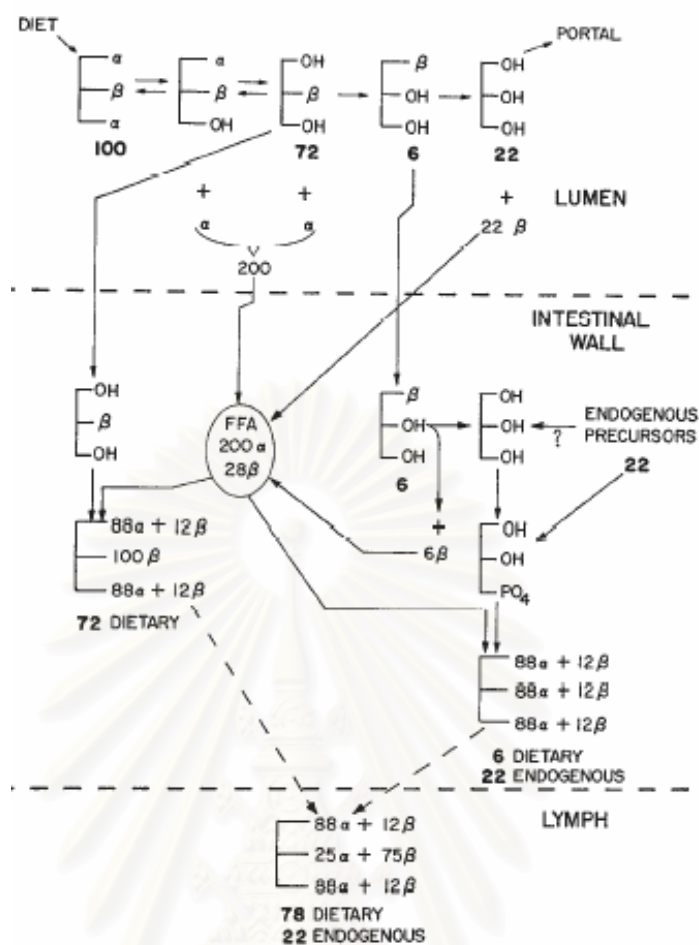 DIET
PORTAL
α α OH β OH
β β β OH OH
α OH OH OH OH
100 72 6 22
+ + + LUMEN
α α 22 β
200
INTESTINAL
WALL
OH β OH
β FFA OH OH ENDOGENOUS
OH 200 α OH OH ? PRECURSORS
28β 6 22
88α + 12β + OH
100β 6β OH
88α + 12β PO4
72 DIETARY
88α + 12β
88α + 12β
88α + 12β
6 DIETARY
22 ENDOGENOUS
LYMPH
88α + 12β
25α + 75β
88α + 12β
78 DIETARY
22 ENDOGENOUS